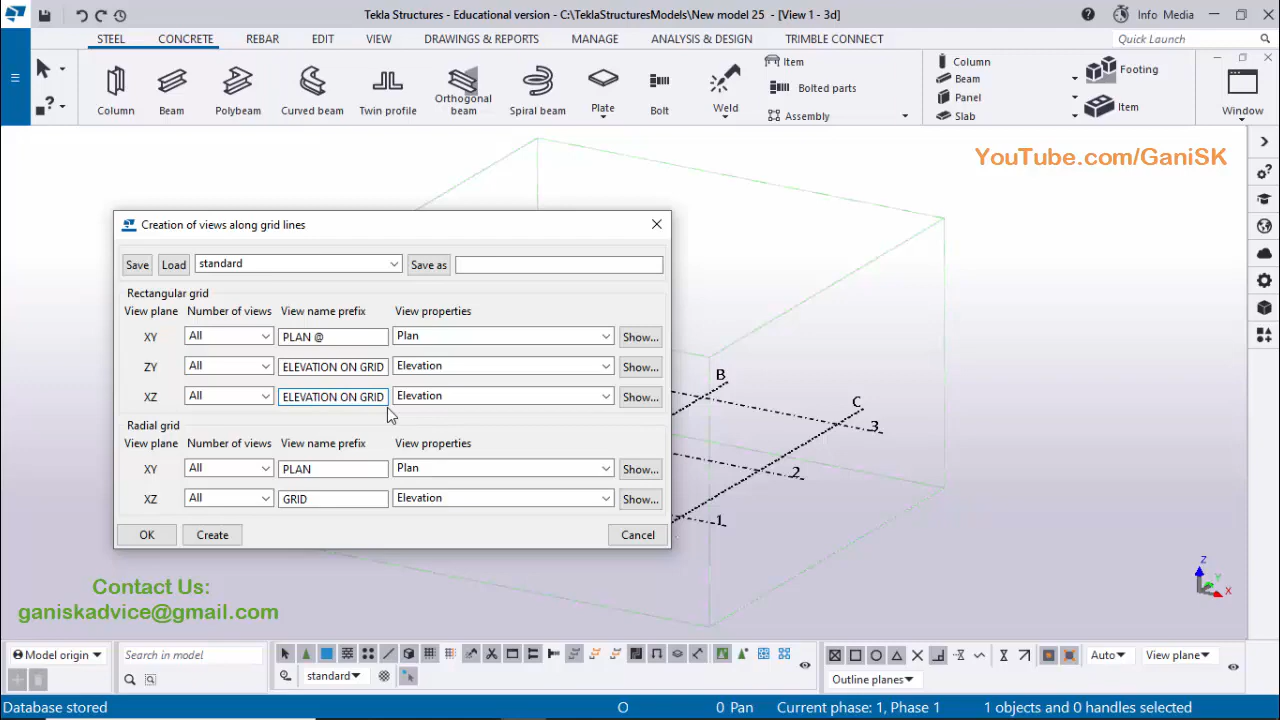 Tekla Structures - Educational version - C:\TeklaStructuresModels\New model 25 - [View 1 - 3d]
Info Media
STEEL CONCRETE REBAR EDIT VIEW DRAWINGS & REPORTS MANAGE ANALYSIS & DESIGN TRIMBLE CONNECT
Quick Launch
Column
Beam
Polybeam
Curved beam
Twin profile
Orthogonal
beam
Spiral beam
Plate
Bolt
Weld
Item
Bolted parts
Assembly
Column
Beam
Panel
Slab
Footing
Item
Window
YouTube.com/GaniSK
Creation of views along grid lines
Save Load standard Save as
Rectangular grid
View plane Number of views View name prefix View properties
XY All PLAN @ Plan Show...
ZY All ELEVATION ON GRID Elevation Show...
XZ All ELEVATION ON GRID Elevation Show...
Radial grid
View plane Number of views View name prefix View properties
XY All PLAN Plan Show...
XZ All GRID Elevation Show...
OK Create Cancel
B
C
3
2
1
Z
Y
X
Contact Us:
ganiskadvice@gmail.com
Model origin
Search in model
standard
Auto
View plane
Outline planes
Database stored
O
0 Pan
Current phase: 1, Phase 1
1 objects and 0 handles selected